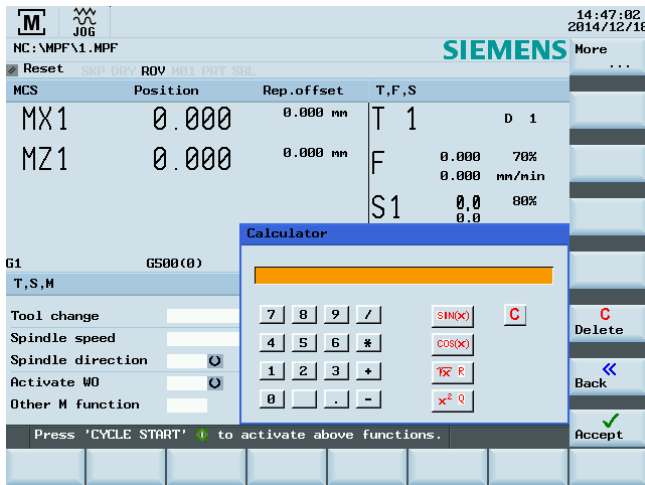 M
JOG
14:47:02
2014/12/18
NC:\MPF\1.MPF
SIEMENS
More
...
Reset SKP DRY ROV M01 PRT SBL
MCS Position Rep.offset T,F,S
MX1 0.000 0.000 mm T 1 D 1
MZ1 0.000 0.000 mm F 0.000 70%
0.000 mm/min
S1 0.0 80%
0.0
Calculator
G1 G500(0)
T,S,M
Tool change
7 8 9 / SIN(x) C
C
Delete
Spindle speed
4 5 6 * COS(x)
Spindle direction
1 2 3 + √x R
Back
Activate WO
Other M function
0 . - x² Q
Press 'CYCLE START' to activate above functions.
Accept